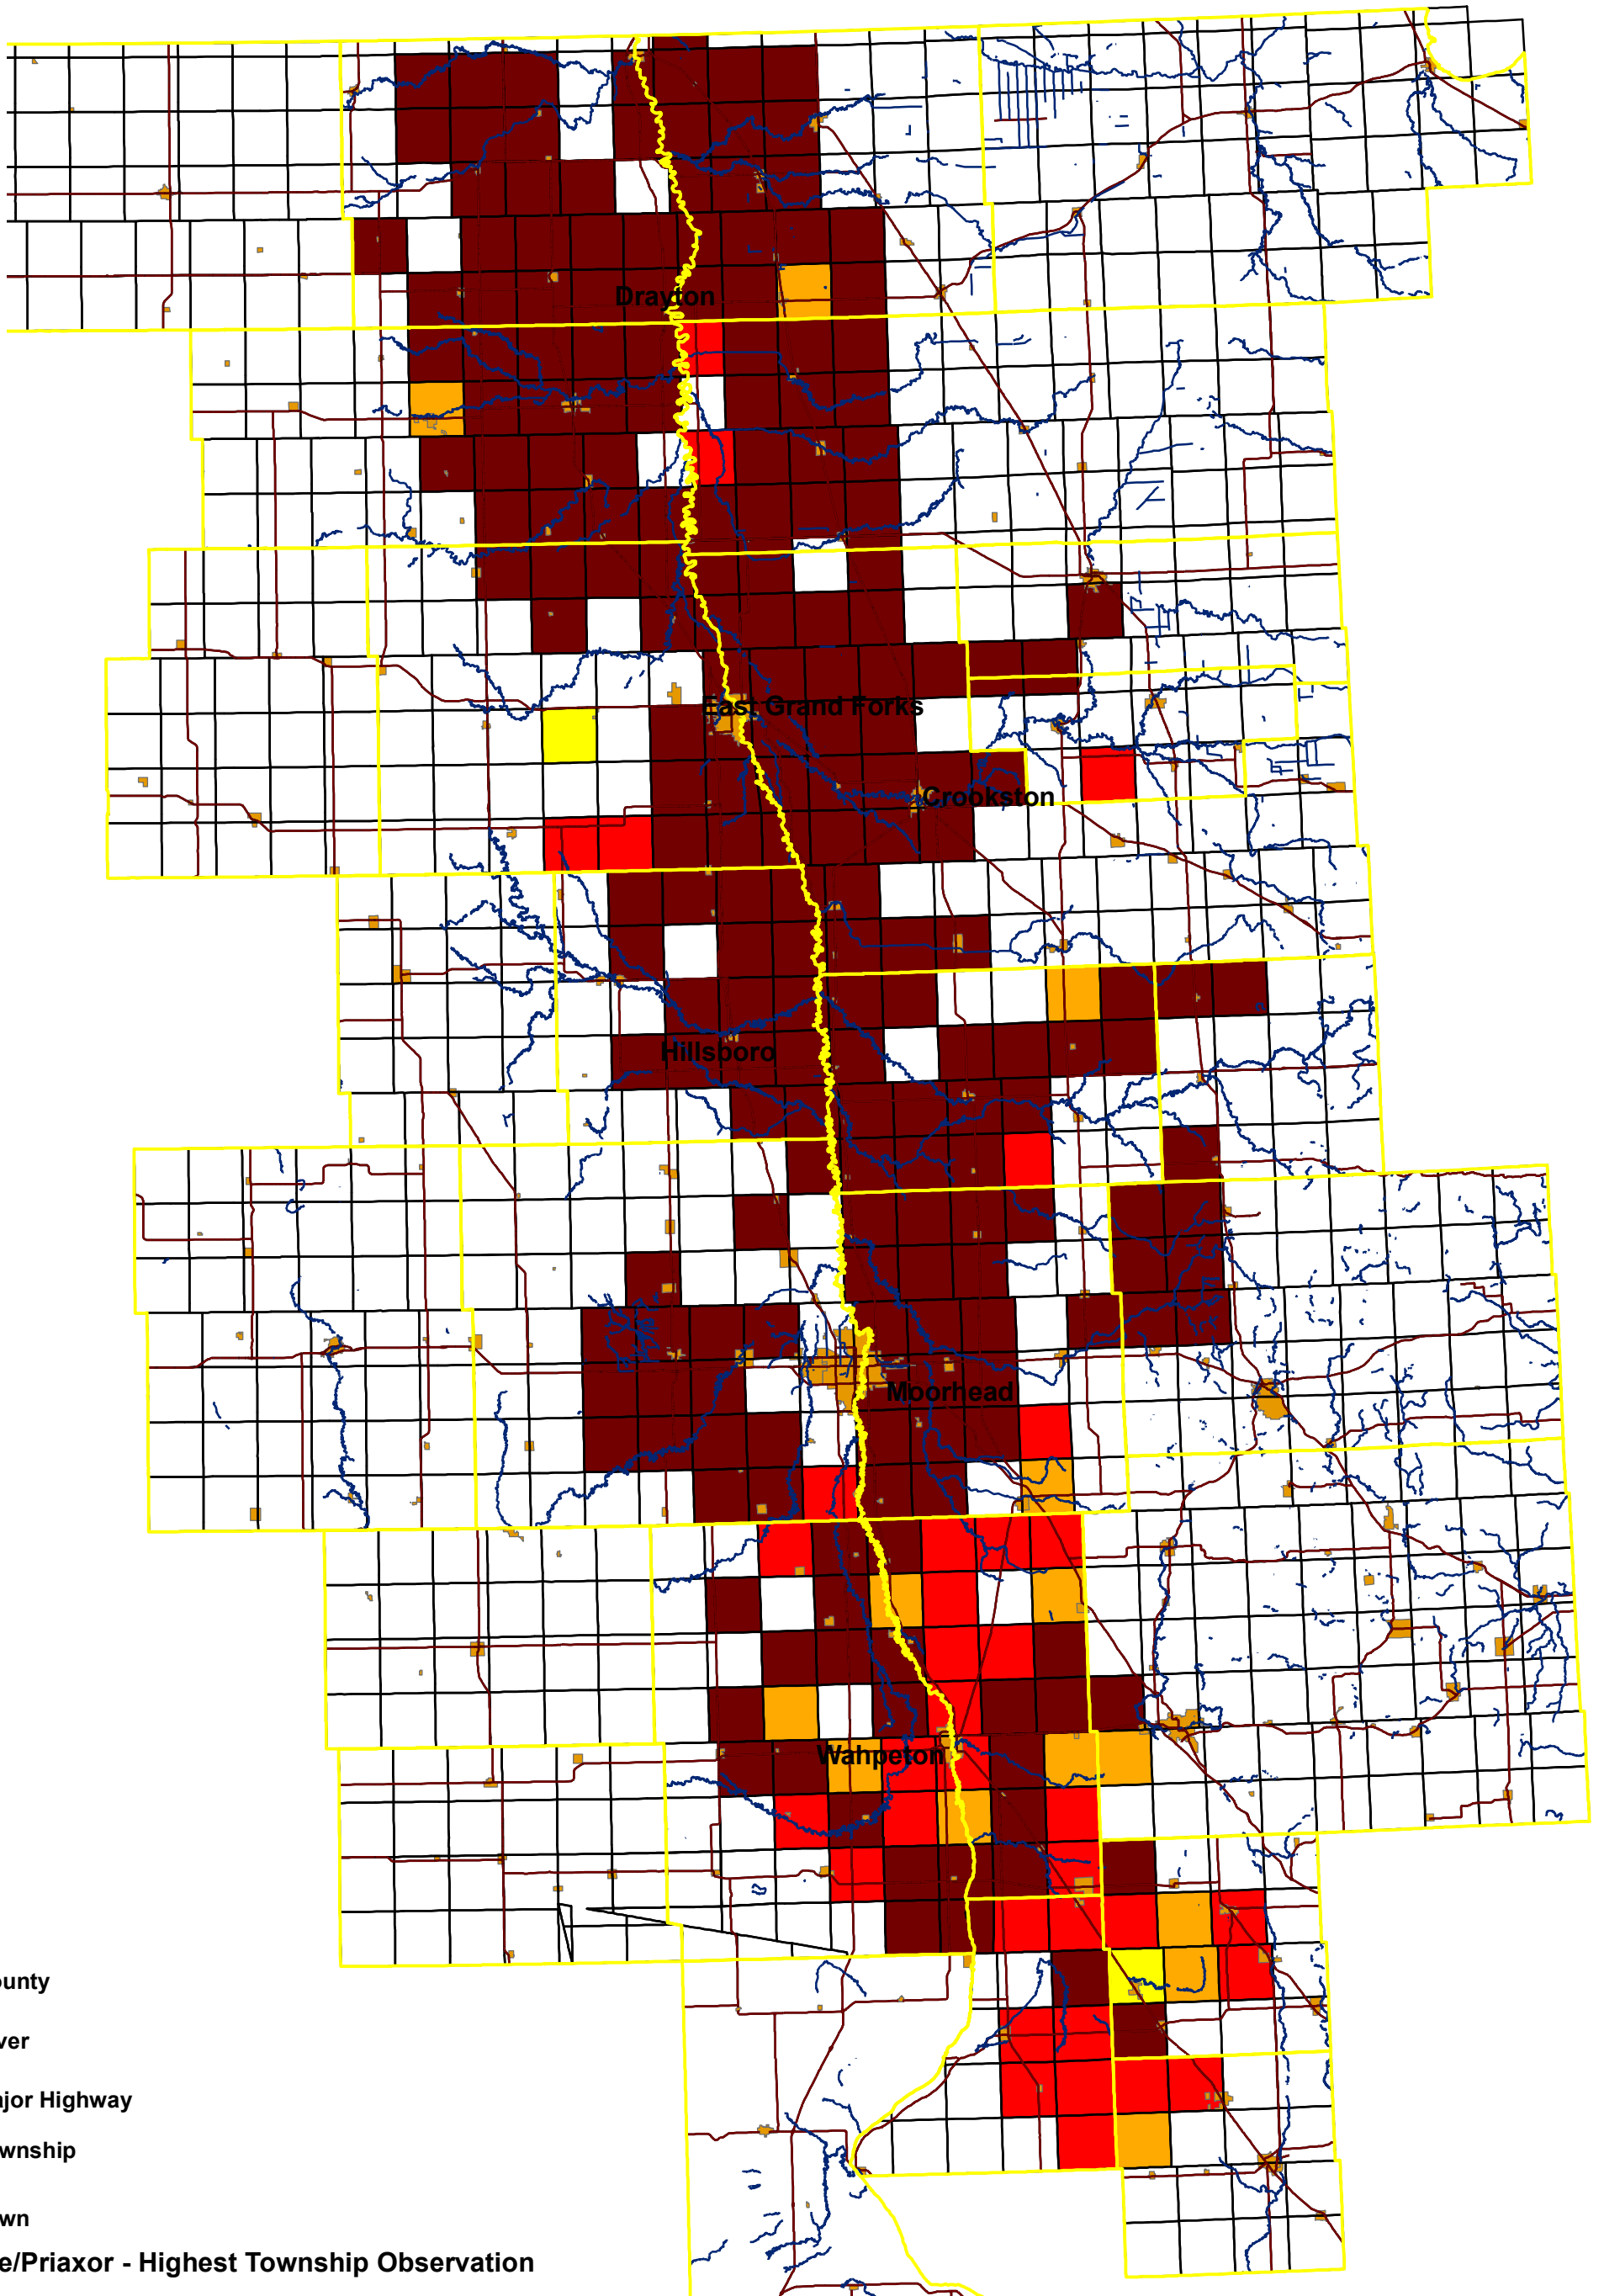 Drayton
East Grand Forks
Crookston
Hillsboro
Moorhead
Wahpeton
ounty
ver
ajor Highway
wnship
wn
e/Priaxor - Highest Township Observation